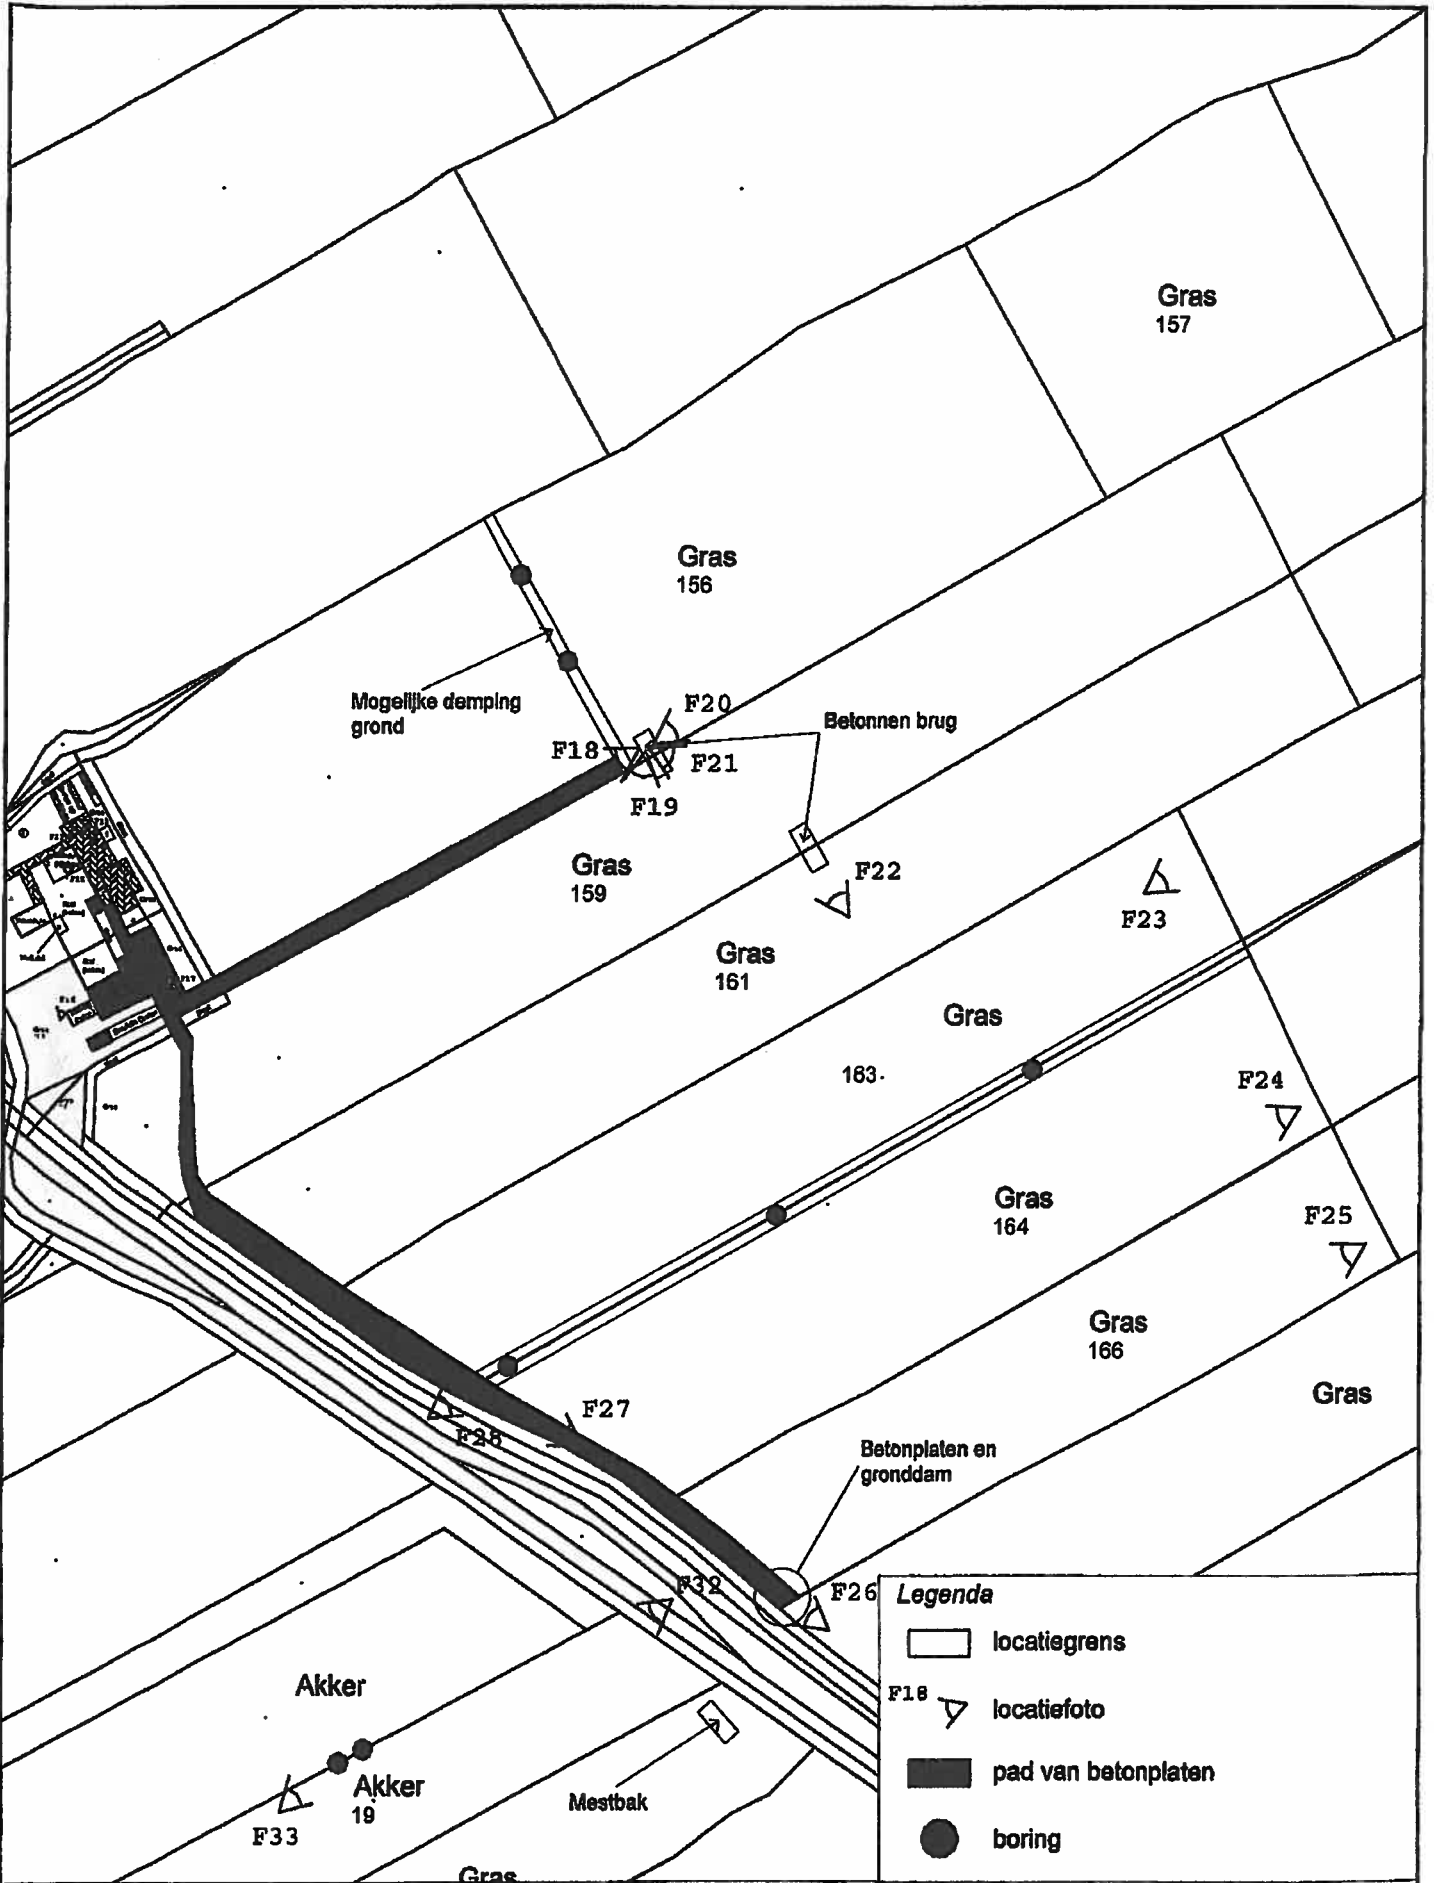 Gras
157
Gras
156
Mogelijke demping
grond
F20
Betonnen brug
F18
F21
F19
Gras
159
F22
F23
Gras
161
Gras
163
F24
Gras
164
F25
Gras
166
Gras
F27
F28
Betonplaten en
gronddam
F32
F26
Akker
Akker
19
F33
Mestbak
Gras
Legenda
locatiegrens
F18
locatiefoto
pad van betonplaten
boring